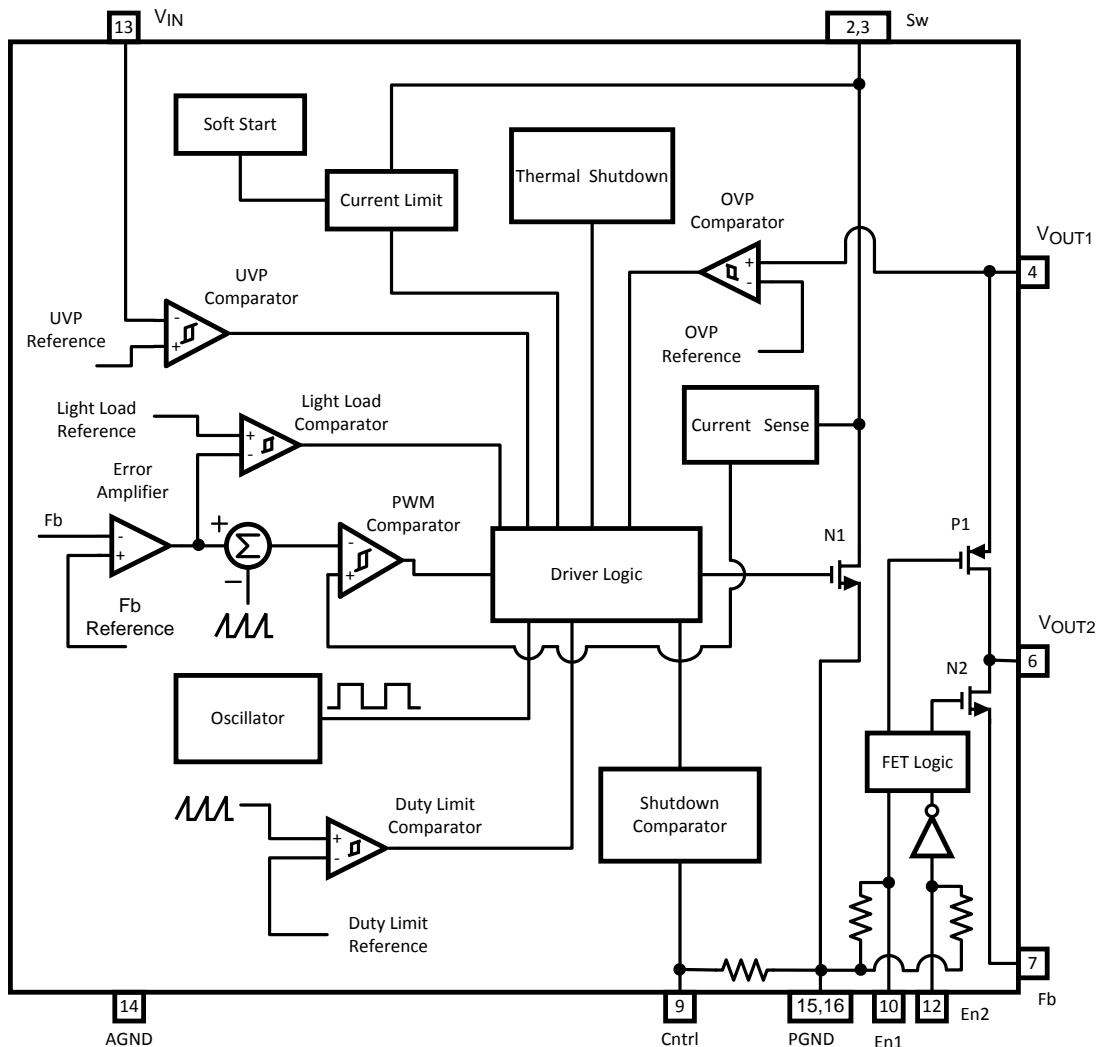 13
VIN
2,3
Sw
Soft Start
Current Limit
Thermal Shutdown
OVP
Comparator
+
-
OVP
Reference
VOUT1
4
UVP
Comparator
UVP
Reference
-
+
Light Load
Reference
Light Load
Comparator
+
-
Current Sense
Error
Amplifier
Fb
-
+
Fb
Reference
+
Σ
−
PWM
Comparator
-
+
Driver Logic
N1
P1
VOUT2
6
N2
Oscillator
FET Logic
Shutdown
Comparator
Duty Limit
Comparator
+
-
Duty Limit
Reference
7
Fb
14
AGND
9
Cntrl
15,16
PGND
10
En1
12
En2